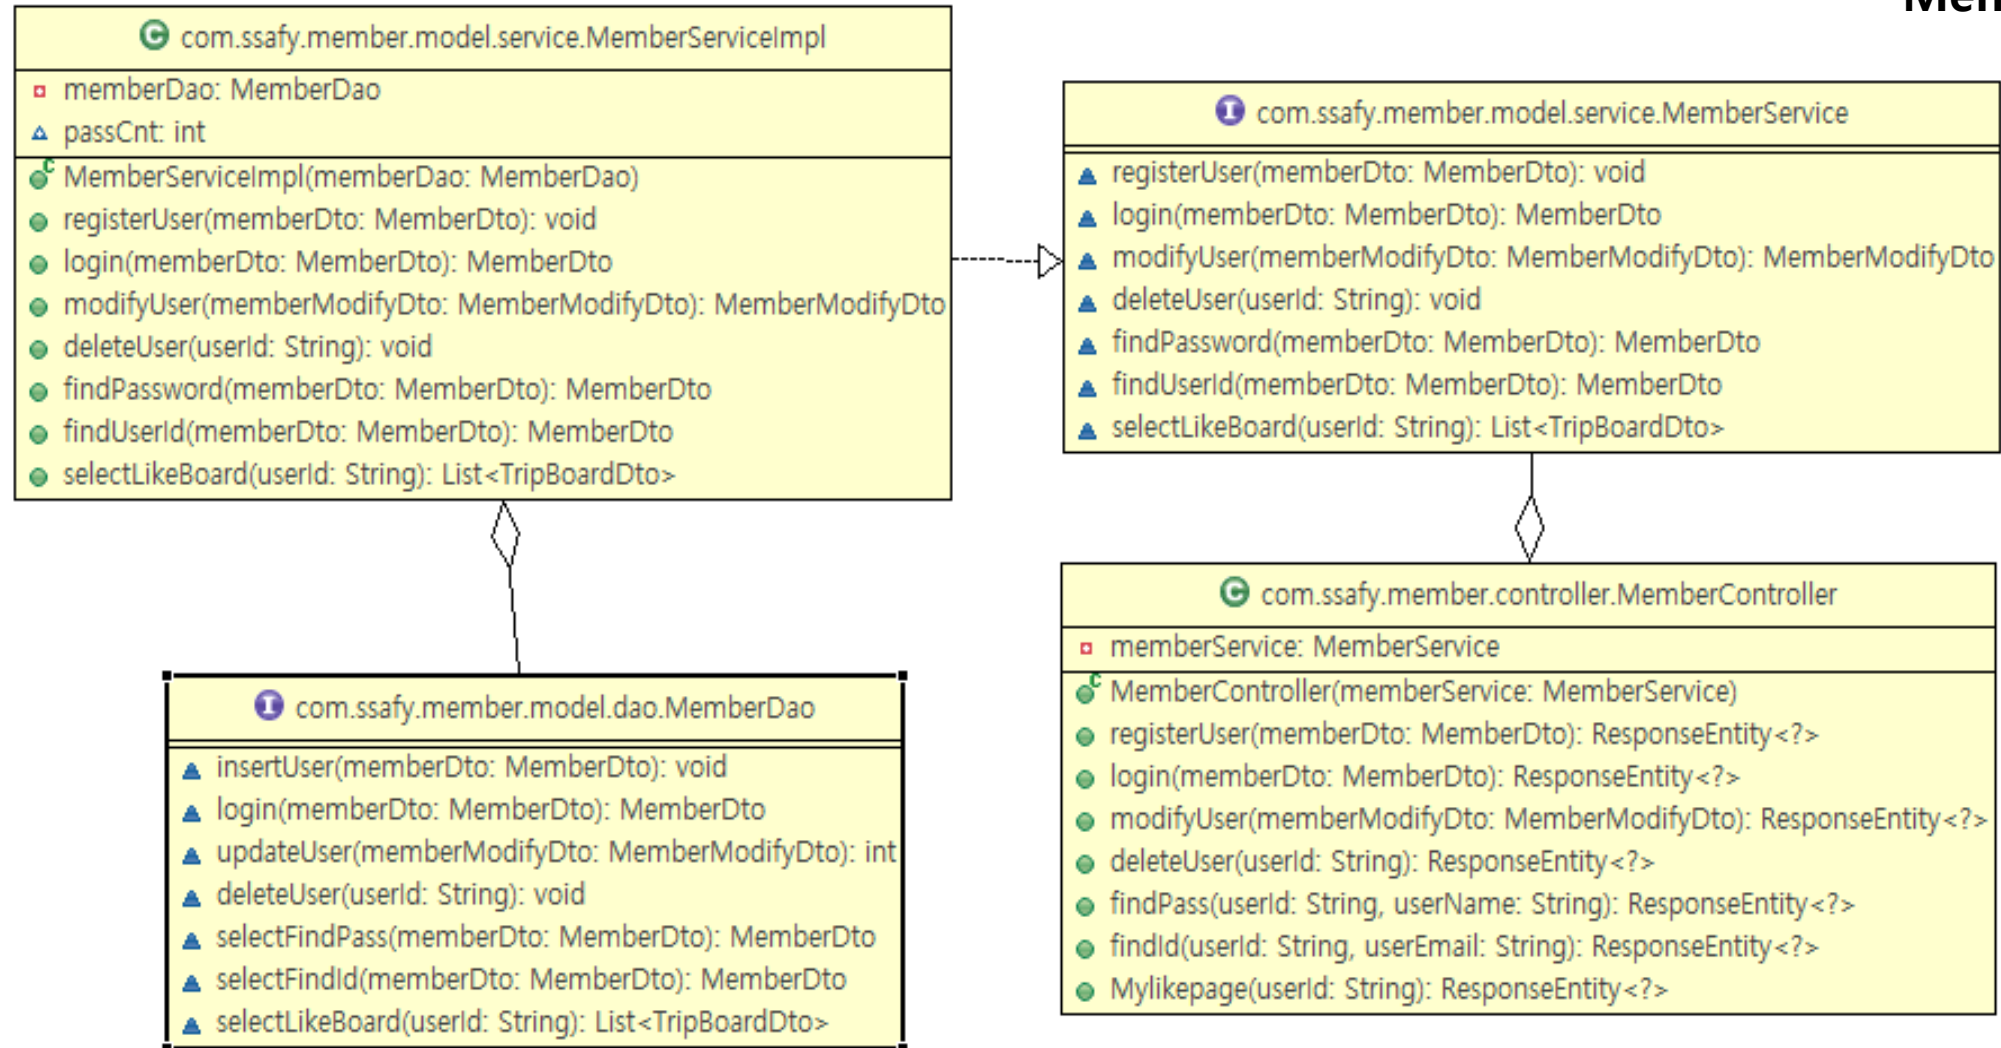 com.ssafy.member.model.service.MemberServiceImpl
memberDao: MemberDao
passCnt: int
MemberServiceImpl(memberDao: MemberDao)
registerUser(memberDto: MemberDto): void
login(memberDto: MemberDto): MemberDto
modifyUser(memberModifyDto: MemberModifyDto): MemberModifyDto
deleteUser(userId: String): void
findPassword(memberDto: MemberDto): MemberDto
findUserId(memberDto: MemberDto): MemberDto
selectLikeBoard(userId: String): List<TripBoardDto>
com.ssafy.member.model.service.MemberService
registerUser(memberDto: MemberDto): void
login(memberDto: MemberDto): MemberDto
modifyUser(memberModifyDto: MemberModifyDto): MemberModifyDto
deleteUser(userId: String): void
findPassword(memberDto: MemberDto): MemberDto
findUserId(memberDto: MemberDto): MemberDto
selectLikeBoard(userId: String): List<TripBoardDto>
com.ssafy.member.model.dao.MemberDao
insertUser(memberDto: MemberDto): void
login(memberDto: MemberDto): MemberDto
updateUser(memberModifyDto: MemberModifyDto): int
deleteUser(userId: String): void
selectFindPass(memberDto: MemberDto): MemberDto
selectFindId(memberDto: MemberDto): MemberDto
selectLikeBoard(userId: String): List<TripBoardDto>
com.ssafy.member.controller.MemberController
memberService: MemberService
MemberController(memberService: MemberService)
registerUser(memberDto: MemberDto): ResponseEntity<?>
login(memberDto: MemberDto): ResponseEntity<?>
modifyUser(memberModifyDto: MemberModifyDto): ResponseEntity<?>
deleteUser(userId: String): ResponseEntity<?>
findPass(userId: String, userName: String): ResponseEntity<?>
findId(userId: String, userEmail: String): ResponseEntity<?>
Mylikepage(userId: String): ResponseEntity<?>